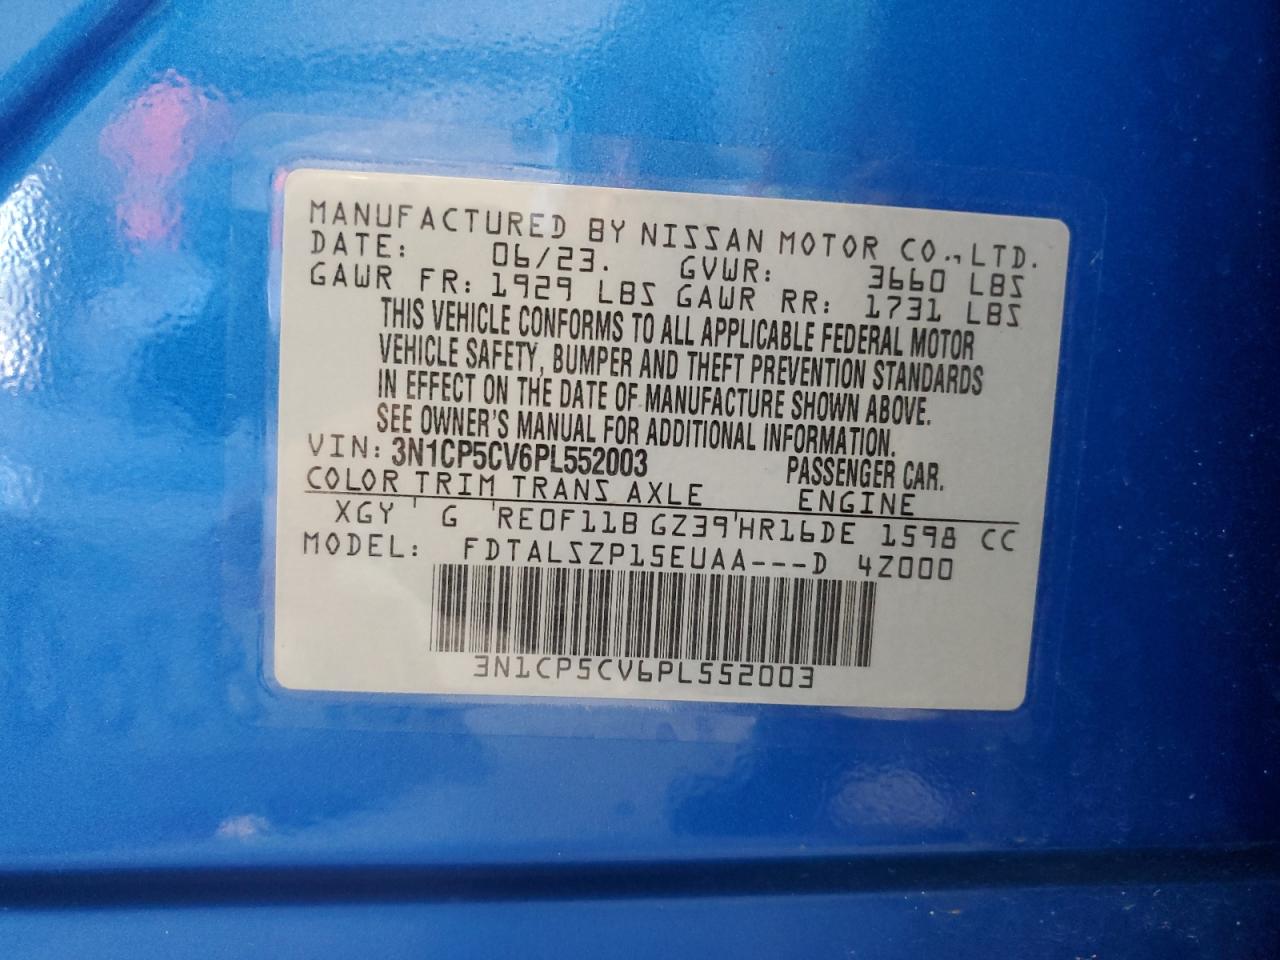 MANUFACTURED BY NISSAN MOTOR CO.,LTD.
DATE: 06/23. GVWR: 3660 LBS
GAWR FR: 1929 LBS GAWR RR: 1731 LBS
THIS VEHICLE CONFORMS TO ALL APPLICABLE FEDERAL MOTOR
VEHICLE SAFETY, BUMPER AND THEFT PREVENTION STANDARDS
IN EFFECT ON THE DATE OF MANUFACTURE SHOWN ABOVE.
SEE OWNER'S MANUAL FOR ADDITIONAL INFORMATION.
VIN: 3N1CP5CV6PL552003 PASSENGER CAR.
COLOR TRIM TRANS AXLE ENGINE
XGY ' G 'RE0F11B GZ39'HR16DE 1598 CC
MODEL: FDTALSZP15EUAA---D 4Z000
3N1CP5CV6PL552003